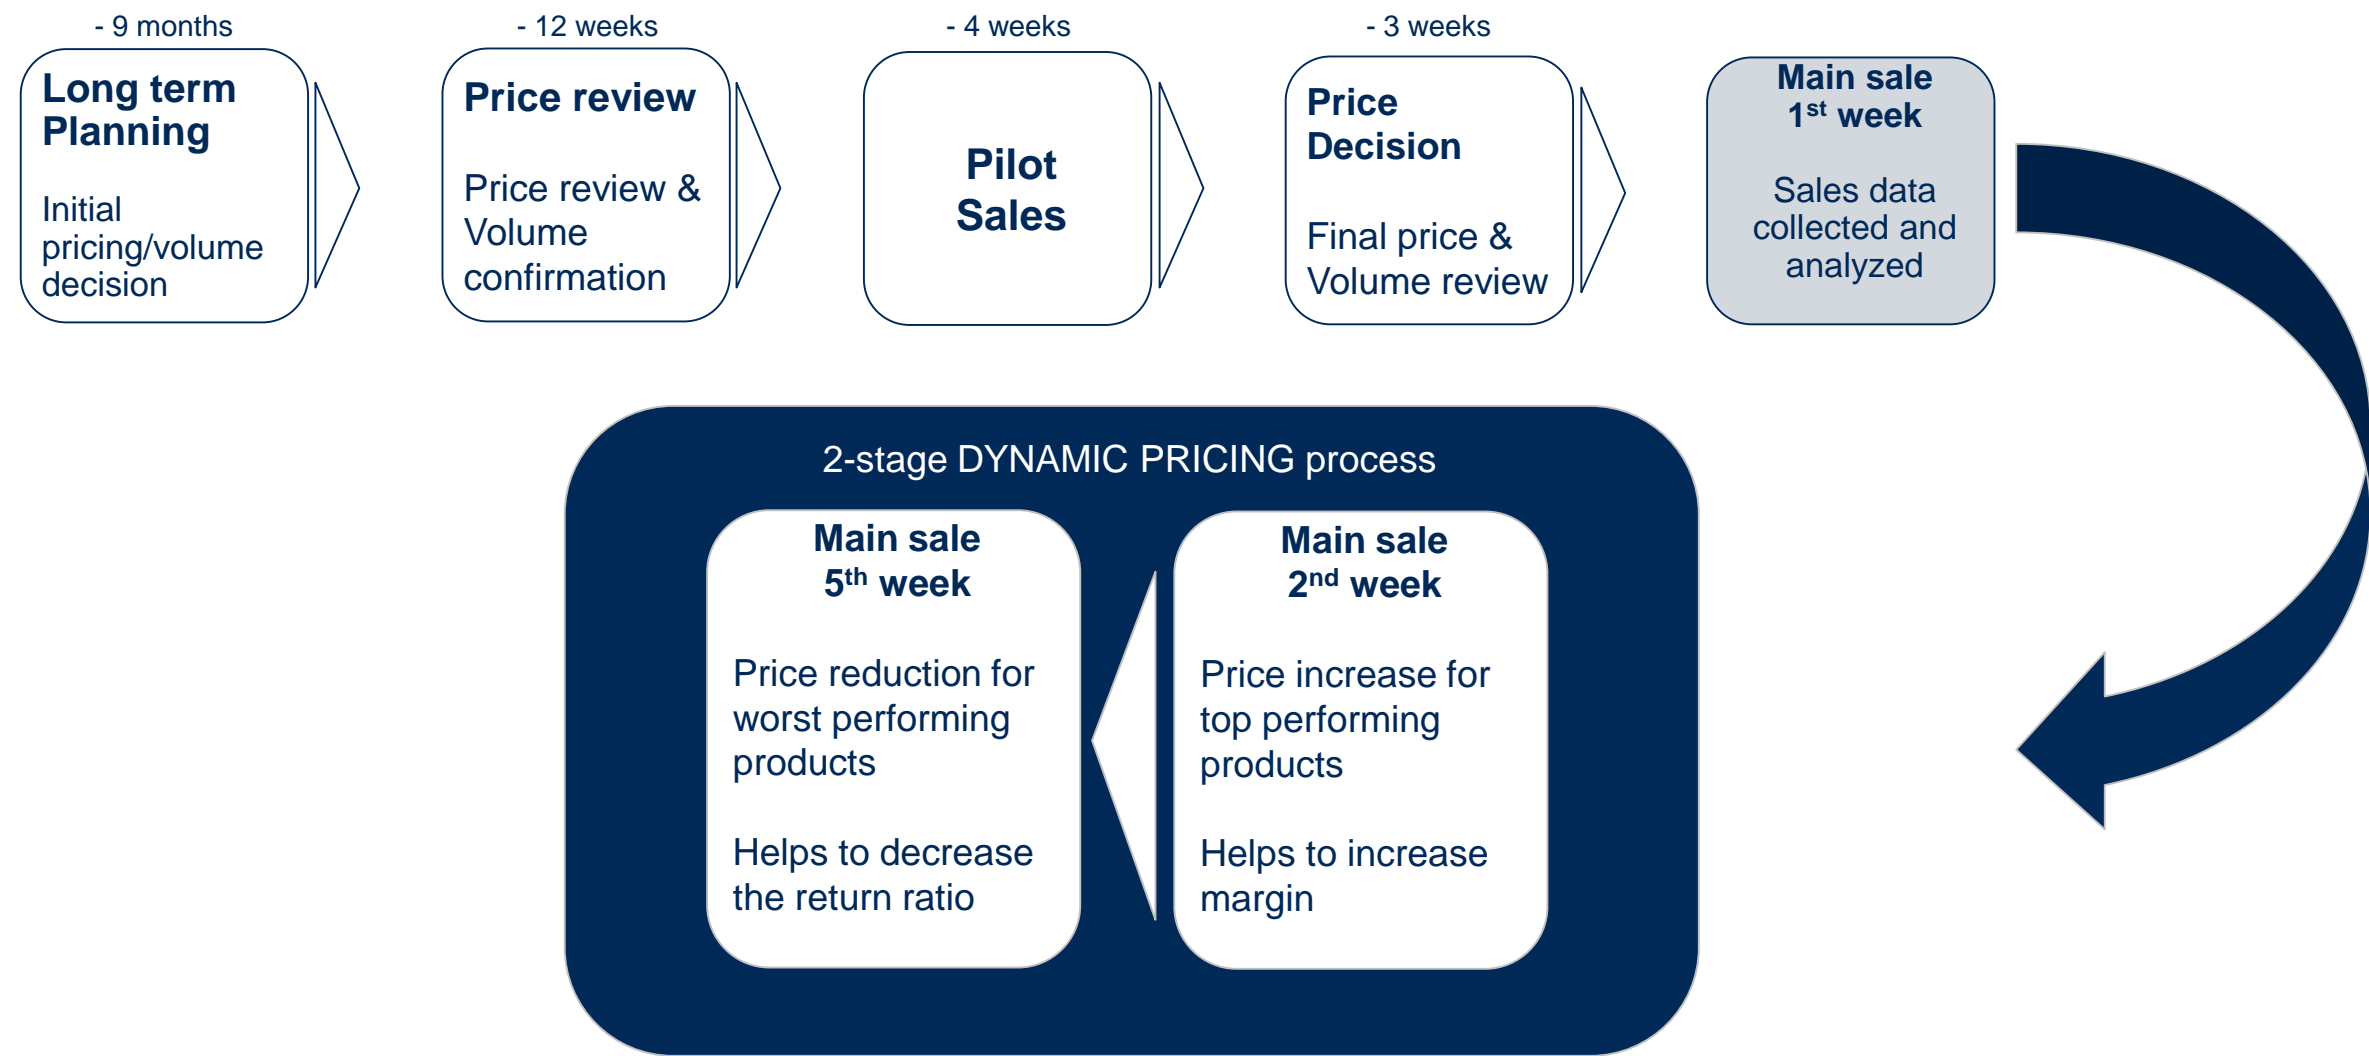 - 9 months
Long term
Planning
Initial
pricing/volume
decision
- 12 weeks
Price review
Price review &
Volume
confirmation
- 4 weeks
Pilot
Sales
- 3 weeks
Price
Decision
Final price &
Volume review
Main sale
1st week
Sales data
collected and
analyzed
2-stage DYNAMIC PRICING process
Main sale
2nd week
Price increase for
top performing
products
Helps to increase
margin
Main sale
5th week
Price reduction for
worst performing
products
Helps to decrease
the return ratio